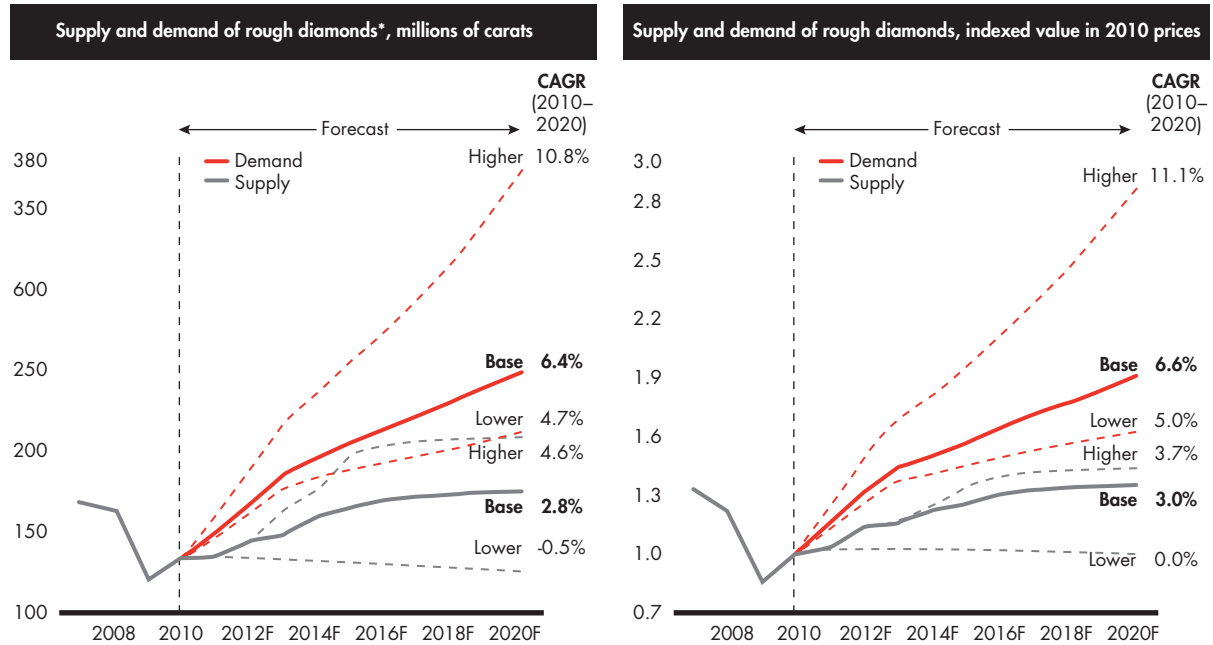 Supply and demand of rough diamonds*, millions of carats
CAGR
(2010–
2020)
Forecast
Demand
Supply
Higher 10.8%
Base 6.4%
Lower 4.7%
Higher 4.6%
Base 2.8%
Lower -0.5%
380
350
600
250
200
150
100
2008 2010 2012F 2014F 2016F 2018F 2020F
Supply and demand of rough diamonds, indexed value in 2010 prices
CAGR
(2010–
2020)
Forecast
Demand
Supply
Higher 11.1%
Base 6.6%
Lower 5.0%
Higher 3.7%
Base 3.0%
Lower 0.0%
3.0
2.8
2.5
2.2
1.9
1.6
1.3
1.0
0.7
2008 2010 2012F 2014F 2016F 2018F 2020F